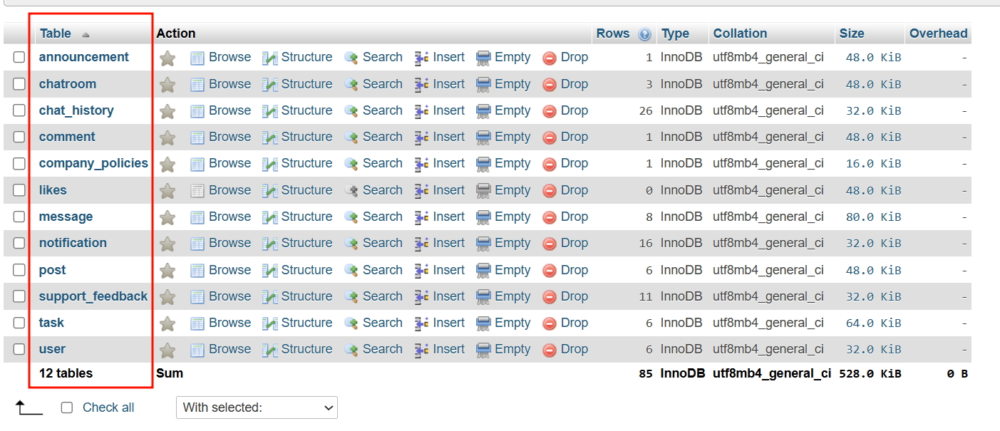 Table Action Rows Type Collation Size Overhead
announcement Browse Structure Search Insert Empty Drop 1 InnoDB utf8mb4_general_ci 48.0 KiB -
chatroom Browse Structure Search Insert Empty Drop 3 InnoDB utf8mb4_general_ci 48.0 KiB -
chat_history Browse Structure Search Insert Empty Drop 26 InnoDB utf8mb4_general_ci 32.0 KiB -
comment Browse Structure Search Insert Empty Drop 1 InnoDB utf8mb4_general_ci 48.0 KiB -
company_policies Browse Structure Search Insert Empty Drop 1 InnoDB utf8mb4_general_ci 16.0 KiB -
likes Browse Structure Search Insert Empty Drop 0 InnoDB utf8mb4_general_ci 48.0 KiB -
message Browse Structure Search Insert Empty Drop 8 InnoDB utf8mb4_general_ci 80.0 KiB -
notification Browse Structure Search Insert Empty Drop 16 InnoDB utf8mb4_general_ci 32.0 KiB -
post Browse Structure Search Insert Empty Drop 6 InnoDB utf8mb4_general_ci 48.0 KiB -
support_feedback Browse Structure Search Insert Empty Drop 11 InnoDB utf8mb4_general_ci 32.0 KiB -
task Browse Structure Search Insert Empty Drop 6 InnoDB utf8mb4_general_ci 64.0 KiB -
user Browse Structure Search Insert Empty Drop 6 InnoDB utf8mb4_general_ci 32.0 KiB -
12 tables Sum 85 InnoDB utf8mb4_general_ci 528.0 KiB 0 B
Check all With selected: